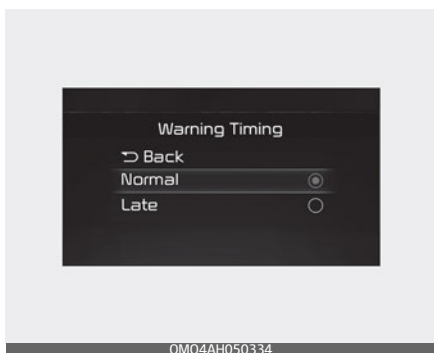 Warning Timing
⮌ Back
Normal
Late
OMQ4AH050334